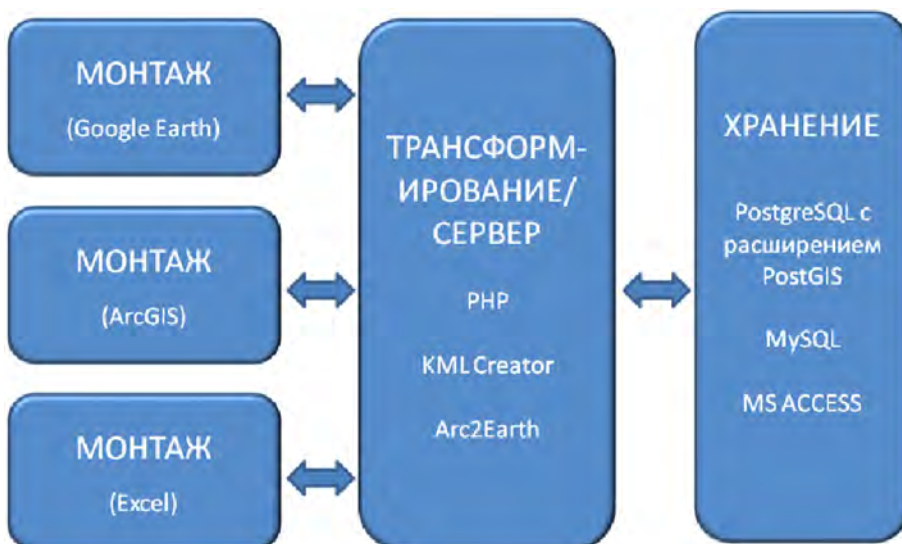 МОНТАЖ
(Google Earth)
МОНТАЖ
(ArcGIS)
МОНТАЖ
(Excel)
ТРАНСФОРМ-
ИРОВАНИЕ/
СЕРВЕР
PHP
KML Creator
Arc2Earth
ХРАНЕНИЕ
PostgreSQL с
расширением
PostGIS
MySQL
MS ACCESS